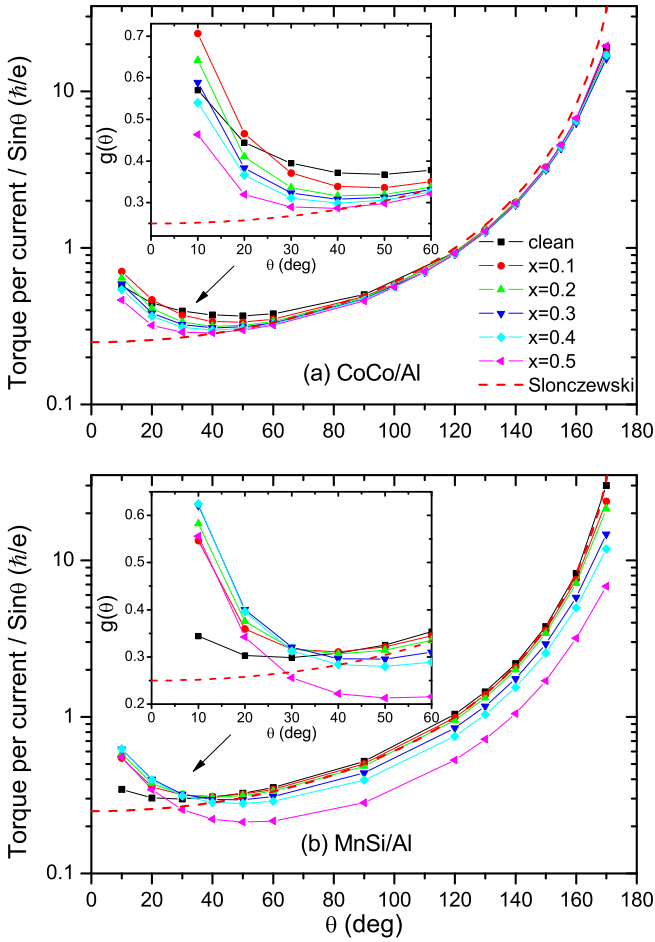 Torque per current / Sinθ (ħ/e)
10
1
0.1
0.7
0.6
0.5
0.4
0.3
g(θ)
0 10 20 30 40 50 60
θ (deg)
clean
x=0.1
x=0.2
x=0.3
x=0.4
x=0.5
Slonczewski
(a) CoCo/Al
0 20 40 60 80 100 120 140 160 180
Torque per current / Sinθ (ħ/e)
10
1
0.1
0.6
0.5
0.4
0.3
0.2
g(θ)
0 10 20 30 40 50 60
θ (deg)
(b) MnSi/Al
0 20 40 60 80 100 120 140 160 180
θ (deg)